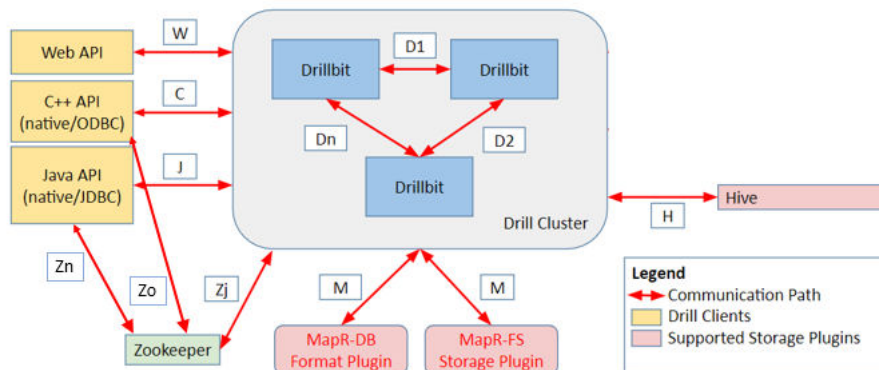 W
Web API
D1
Drillbit
Drillbit
C++ API
(native/ODBC)
C
Dn
D2
Java API
(native/JDBC)
J
Drillbit
Hive
H
Drill Cluster
Zn
Zo
Zj
M
M
Legend
Communication Path
Drill Clients
Supported Storage Plugins
Zookeeper
MapR-DB
Format Plugin
MapR-FS
Storage Plugin